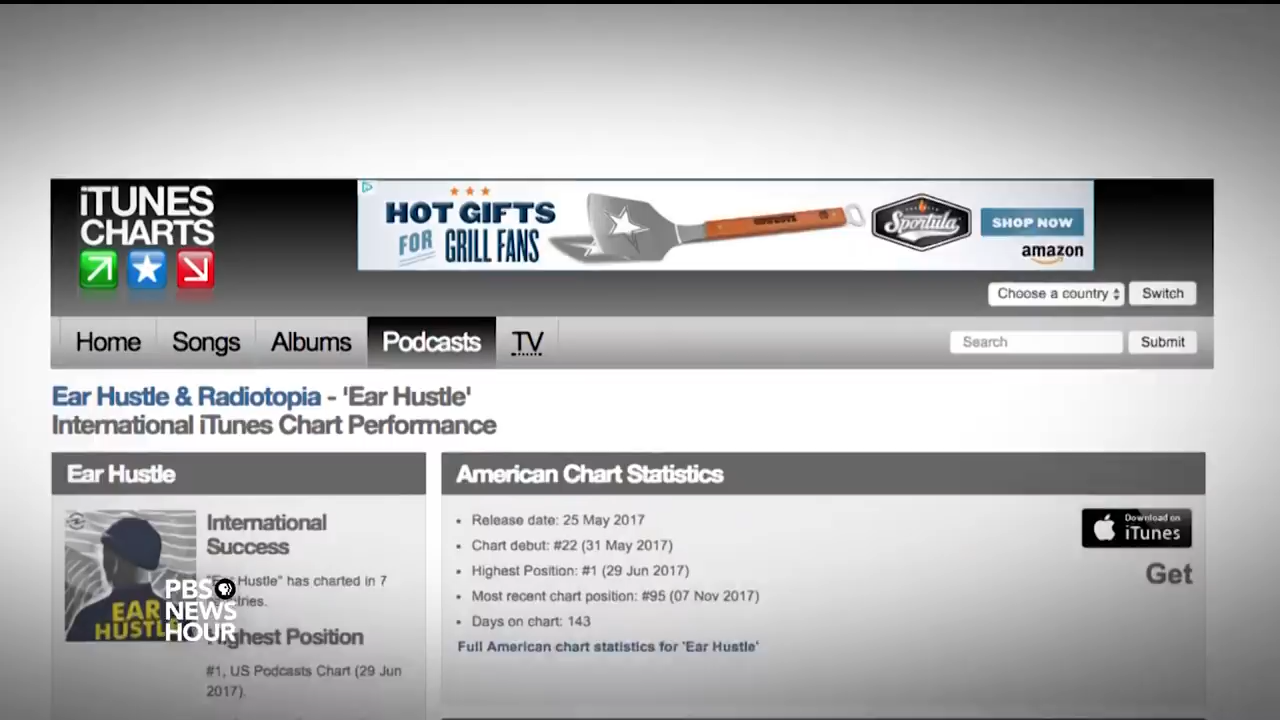 iTUNES
CHARTS
HOT GIFTS
FOR GRILL FANS
COWBOYS
Sportula
SHOP NOW
amazon
Choose a country
Switch
Home
Songs
Albums
Podcasts
TV
Search
Submit
Ear Hustle & Radiotopia - 'Ear Hustle'
International iTunes Chart Performance
Ear Hustle
International
Success
Hustle" has charted in 7
Highest Position
#1, US Podcasts Chart (29 Jun
2017).
EAR
HUSTLE
PBS
NEWS
HOUR
American Chart Statistics
• Release date: 25 May 2017
• Chart debut: #22 (31 May 2017)
• Highest Position: #1 (29 Jun 2017)
• Most recent chart position: #95 (07 Nov 2017)
• Days on chart: 143
Full American chart statistics for 'Ear Hustle'
Download on
iTunes
Get